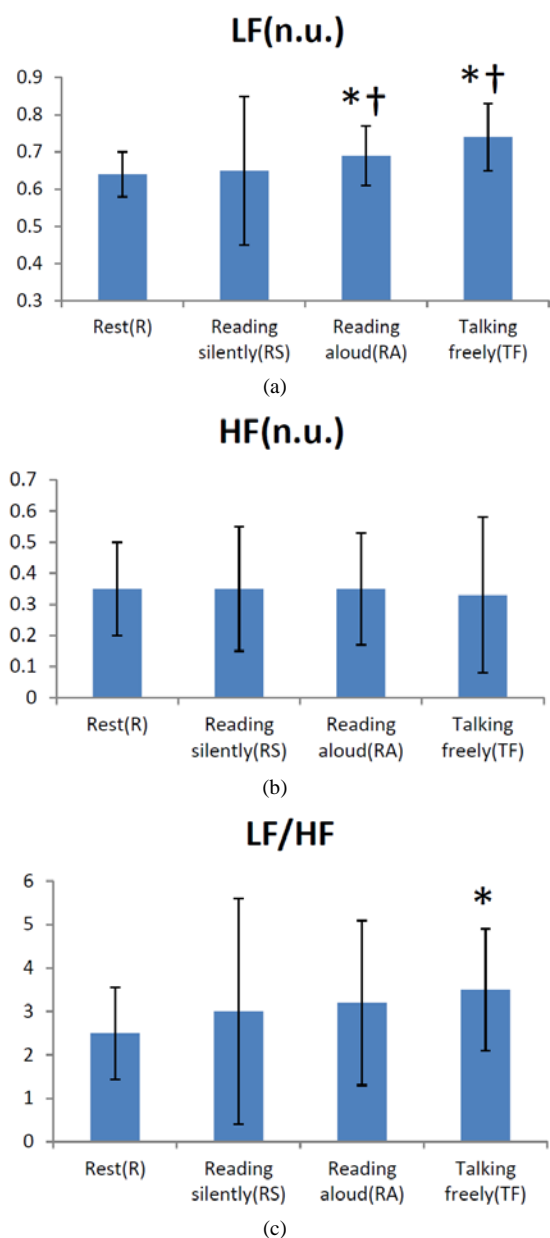 LF(n.u.)
0.9
0.8
0.7
0.6
0.5
0.4
0.3
*†
*†
Rest(R)
Reading silently(RS)
Reading aloud(RA)
Talking freely(TF)
(a)
HF(n.u.)
0.7
0.6
0.5
0.4
0.3
0.2
0.1
0
Rest(R)
Reading silently(RS)
Reading aloud(RA)
Talking freely(TF)
(b)
LF/HF
6
5
4
3
2
1
0
*
Rest(R)
Reading silently(RS)
Reading aloud(RA)
Talking freely(TF)
(c)